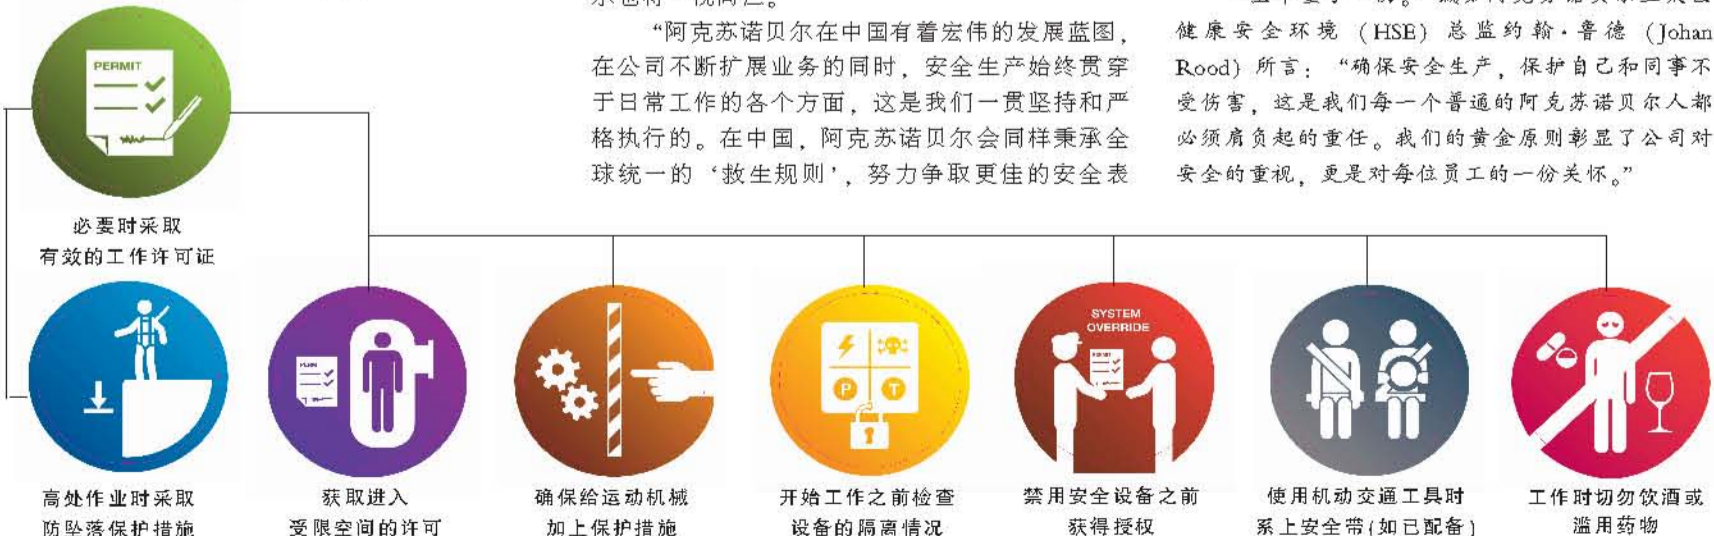 “阿克苏诺贝尔在中国有着宏伟的发展蓝图，
在公司不断扩展业务的同时，安全生产始终贯穿
于日常工作的各个方面，这是我们一贯坚持和严
格执行的。在中国，阿克苏诺贝尔会同样秉承全
球统一的‘救生规则’，努力争取更佳的安全表
健康安全环境（HSE）总监约翰·鲁德（Johan
Rood）所言：“确保安全生产，保护自己和同事不
受伤害，这是我们每一个普通的阿克苏诺贝尔人都
必须肩负起的重任。我们的黄金原则彰显了公司对
安全的重视，更是对每位员工的一份关怀。”
PERMIT
必要时采取
有效的工作许可证
高处作业时采取
防坠落保护措施
PERMIT
获取进入
受限空间的许可
确保给运动机械
加上保护措施
P T
开始工作之前检查
设备的隔离情况
SYSTEM
OVERRIDE
PERMIT
禁用安全设备之前
获得授权
使用机动交通工具时
系上安全带(如已配备)
工作时切勿饮酒或
滥用药物